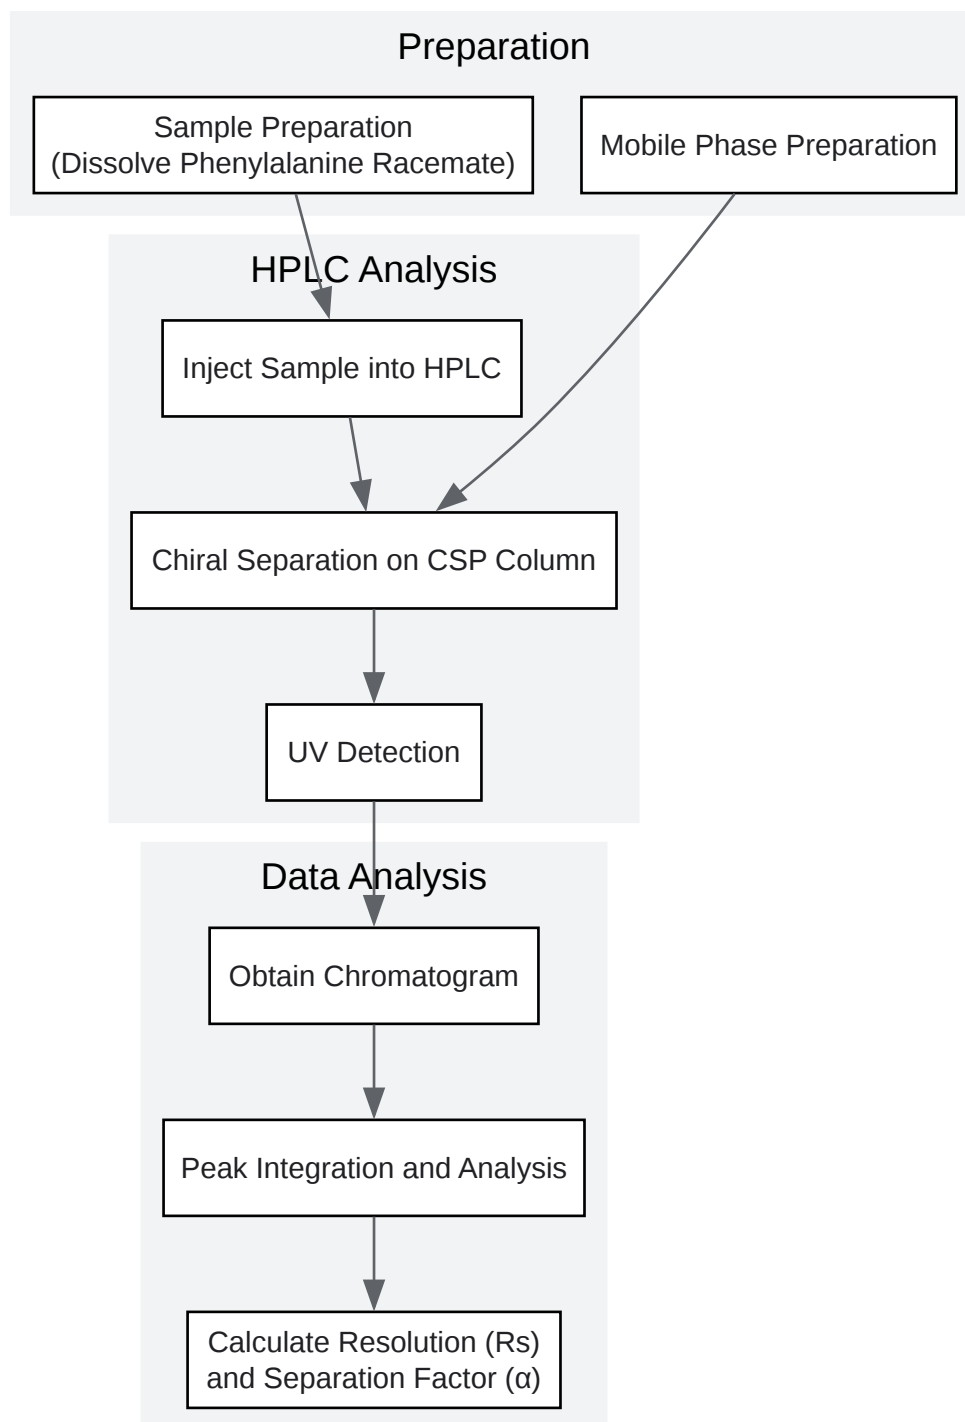 Preparation
Sample Preparation
(Dissolve Phenylalanine Racemate)
Mobile Phase Preparation
HPLC Analysis
Inject Sample into HPLC
Chiral Separation on CSP Column
UV Detection
Data Analysis
Obtain Chromatogram
Peak Integration and Analysis
Calculate Resolution (Rs)
and Separation Factor (α)